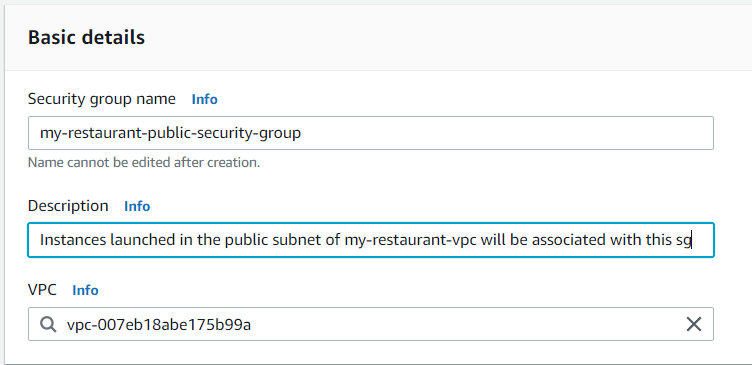 Basic details
Security group name Info
my-restaurant-public-security-group
Name cannot be edited after creation.
Description Info
Instances launched in the public subnet of my-restaurant-vpc will be associated with this sg
VPC Info
vpc-007eb18abe175b99a